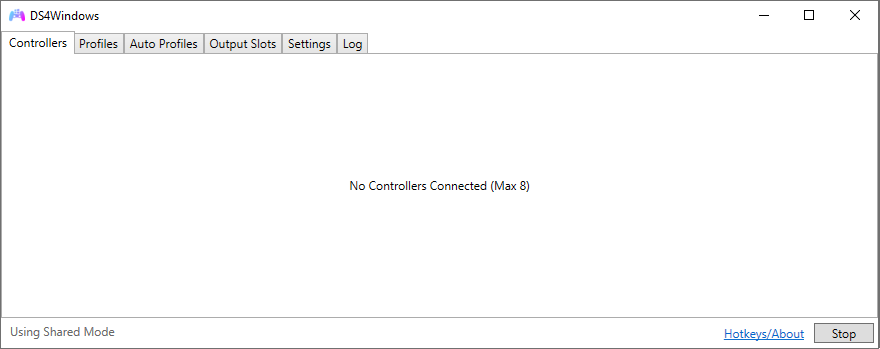 DS4Windows
Controllers Profiles Auto Profiles Output Slots Settings Log
No Controllers Connected (Max 8)
Using Shared Mode Hotkeys/About Stop